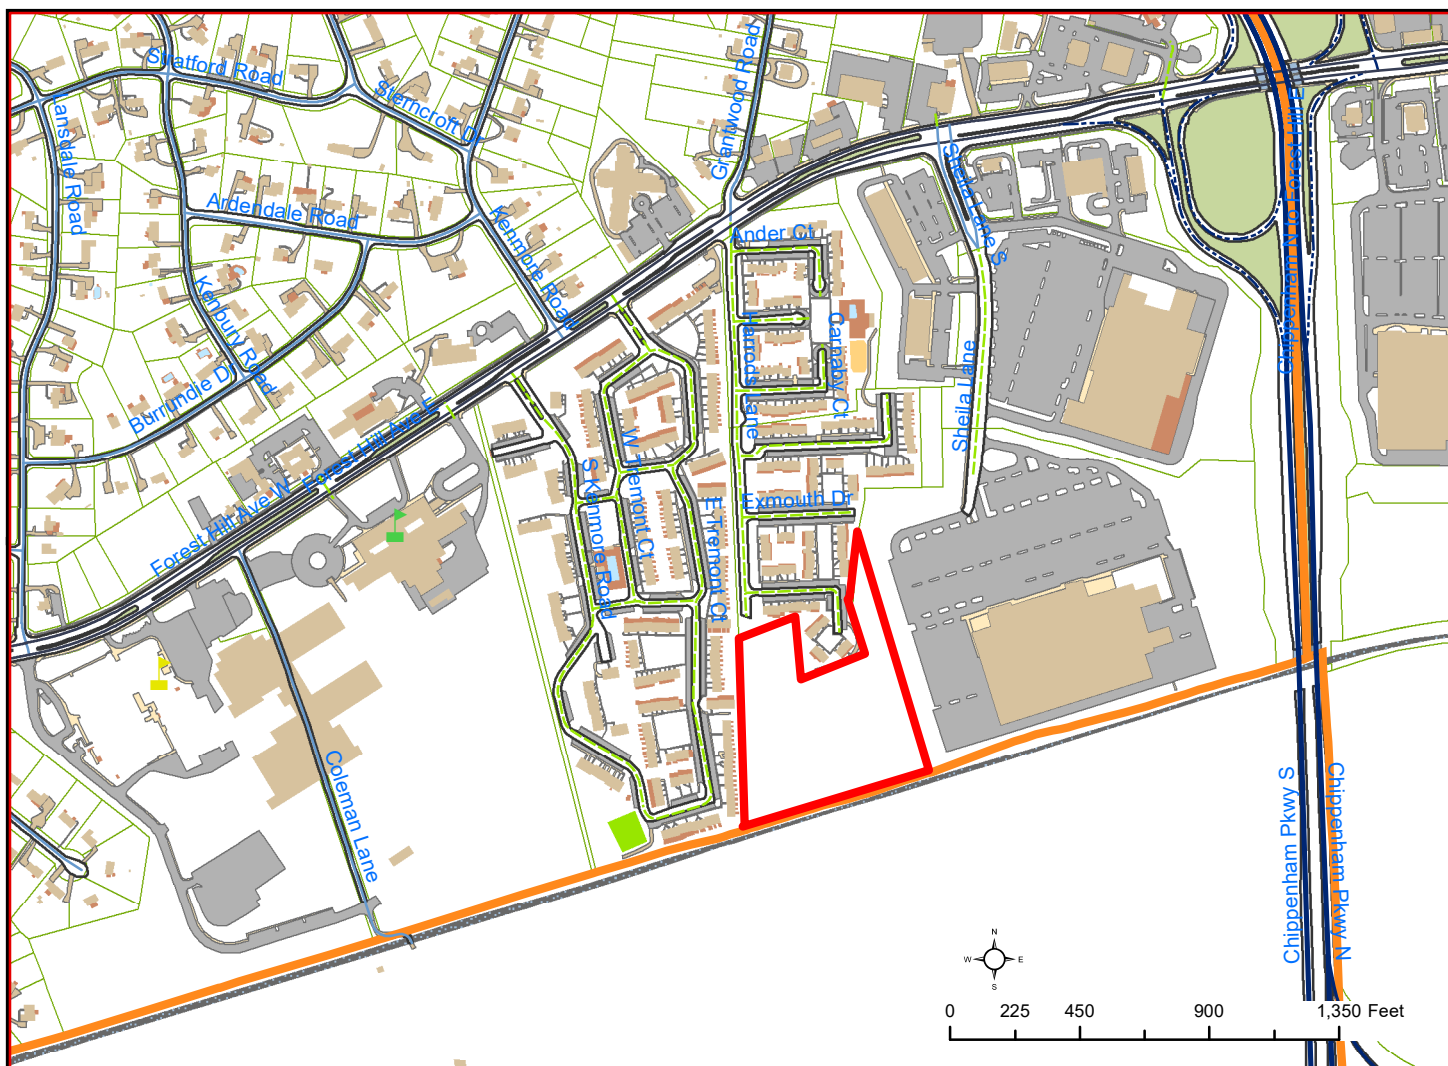 Stratford Road
Sterncroft Dr
Lansdale Road
Grantwood Road
Ardendale Road
Kenmore Road
Kenbury Road
Burrundle Dr
Ander Ct
Sheila Lane S
Chippenham N to Forest Hill E
Harrods Lane
Carnaby Ct
Sheila Lane
Forest Hill Ave E
Forest Hill Ave W
W Tremont Ct
S Kenmore Road
E Tremont Ct
Exmouth Dr
Coleman Lane
Chippenham Pkwy S
Chippenham Pkwy N
N
W E
S
0 225 450 900 1,350 Feet